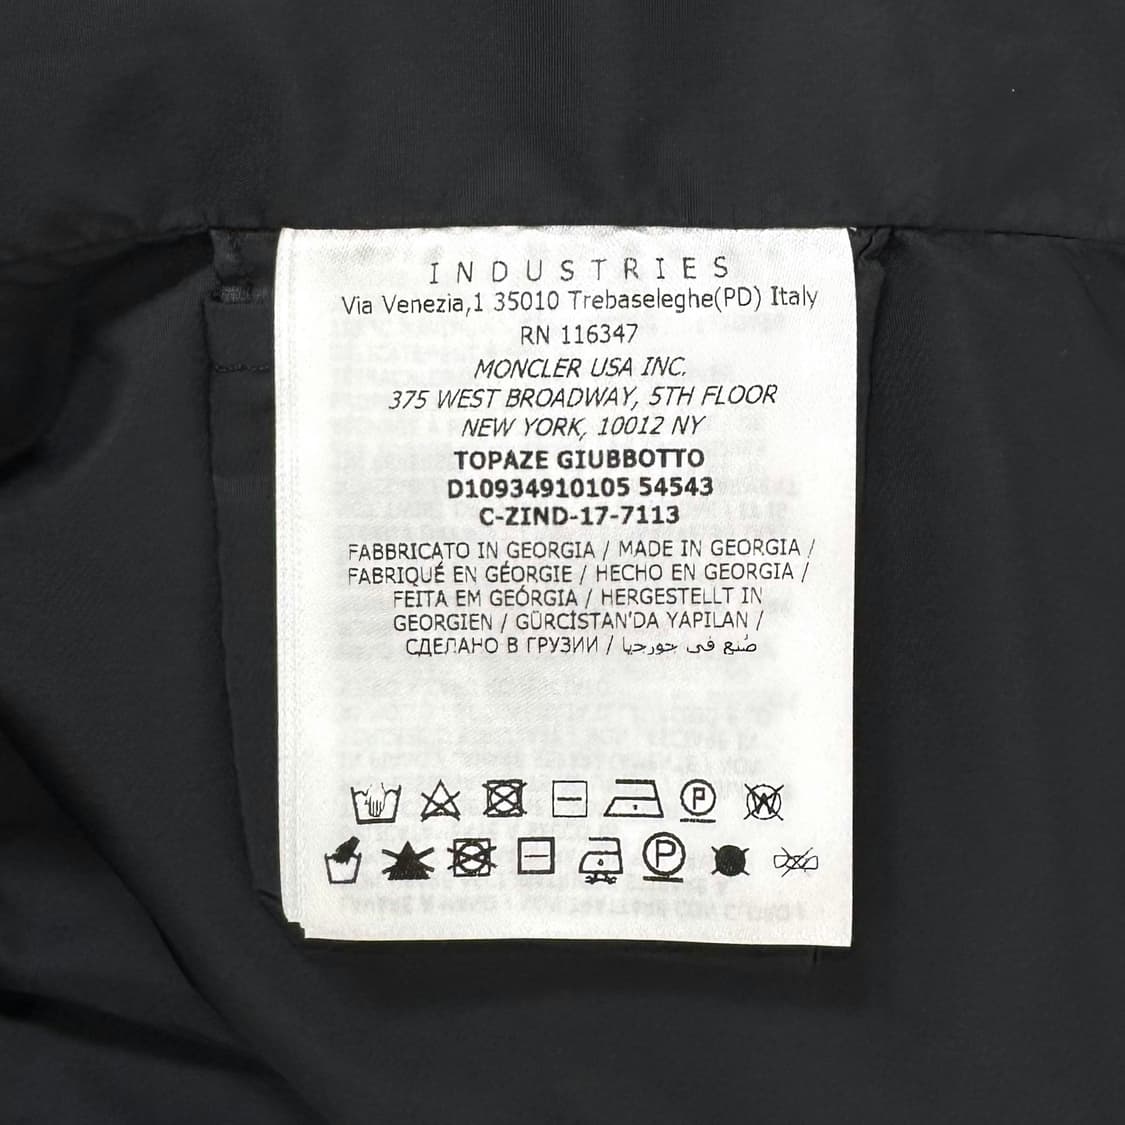 INDUSTRIES
Via Venezia,1 35010 Trebaseleghe(PD) Italy
RN 116347
MONCLER USA INC.
375 WEST BROADWAY, 5TH FLOOR
NEW YORK, 10012 NY
TOPAZE GIUBBOTTO
D10934910105 54543
C-ZIND-17-7113
FABBRICATO IN GEORGIA / MADE IN GEORGIA /
FABRIQUÉ EN GÉORGIE / HECHO EN GEORGIA /
FEITA EM GEÓRGIA / HERGESTELLT IN
GEORGIEN / GÜRCİSTAN'DA YAPILAN /
СДЕЛАНО В ГРУЗИИ / صنع في جورجيا
P W
P